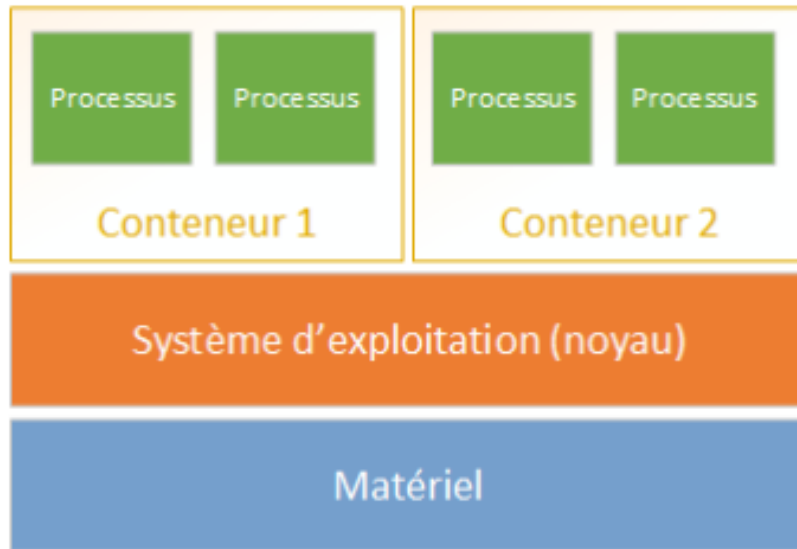 Processus Processus Processus Processus
Conteneur 1 Conteneur 2
Système d’exploitation (noyau)
Matériel